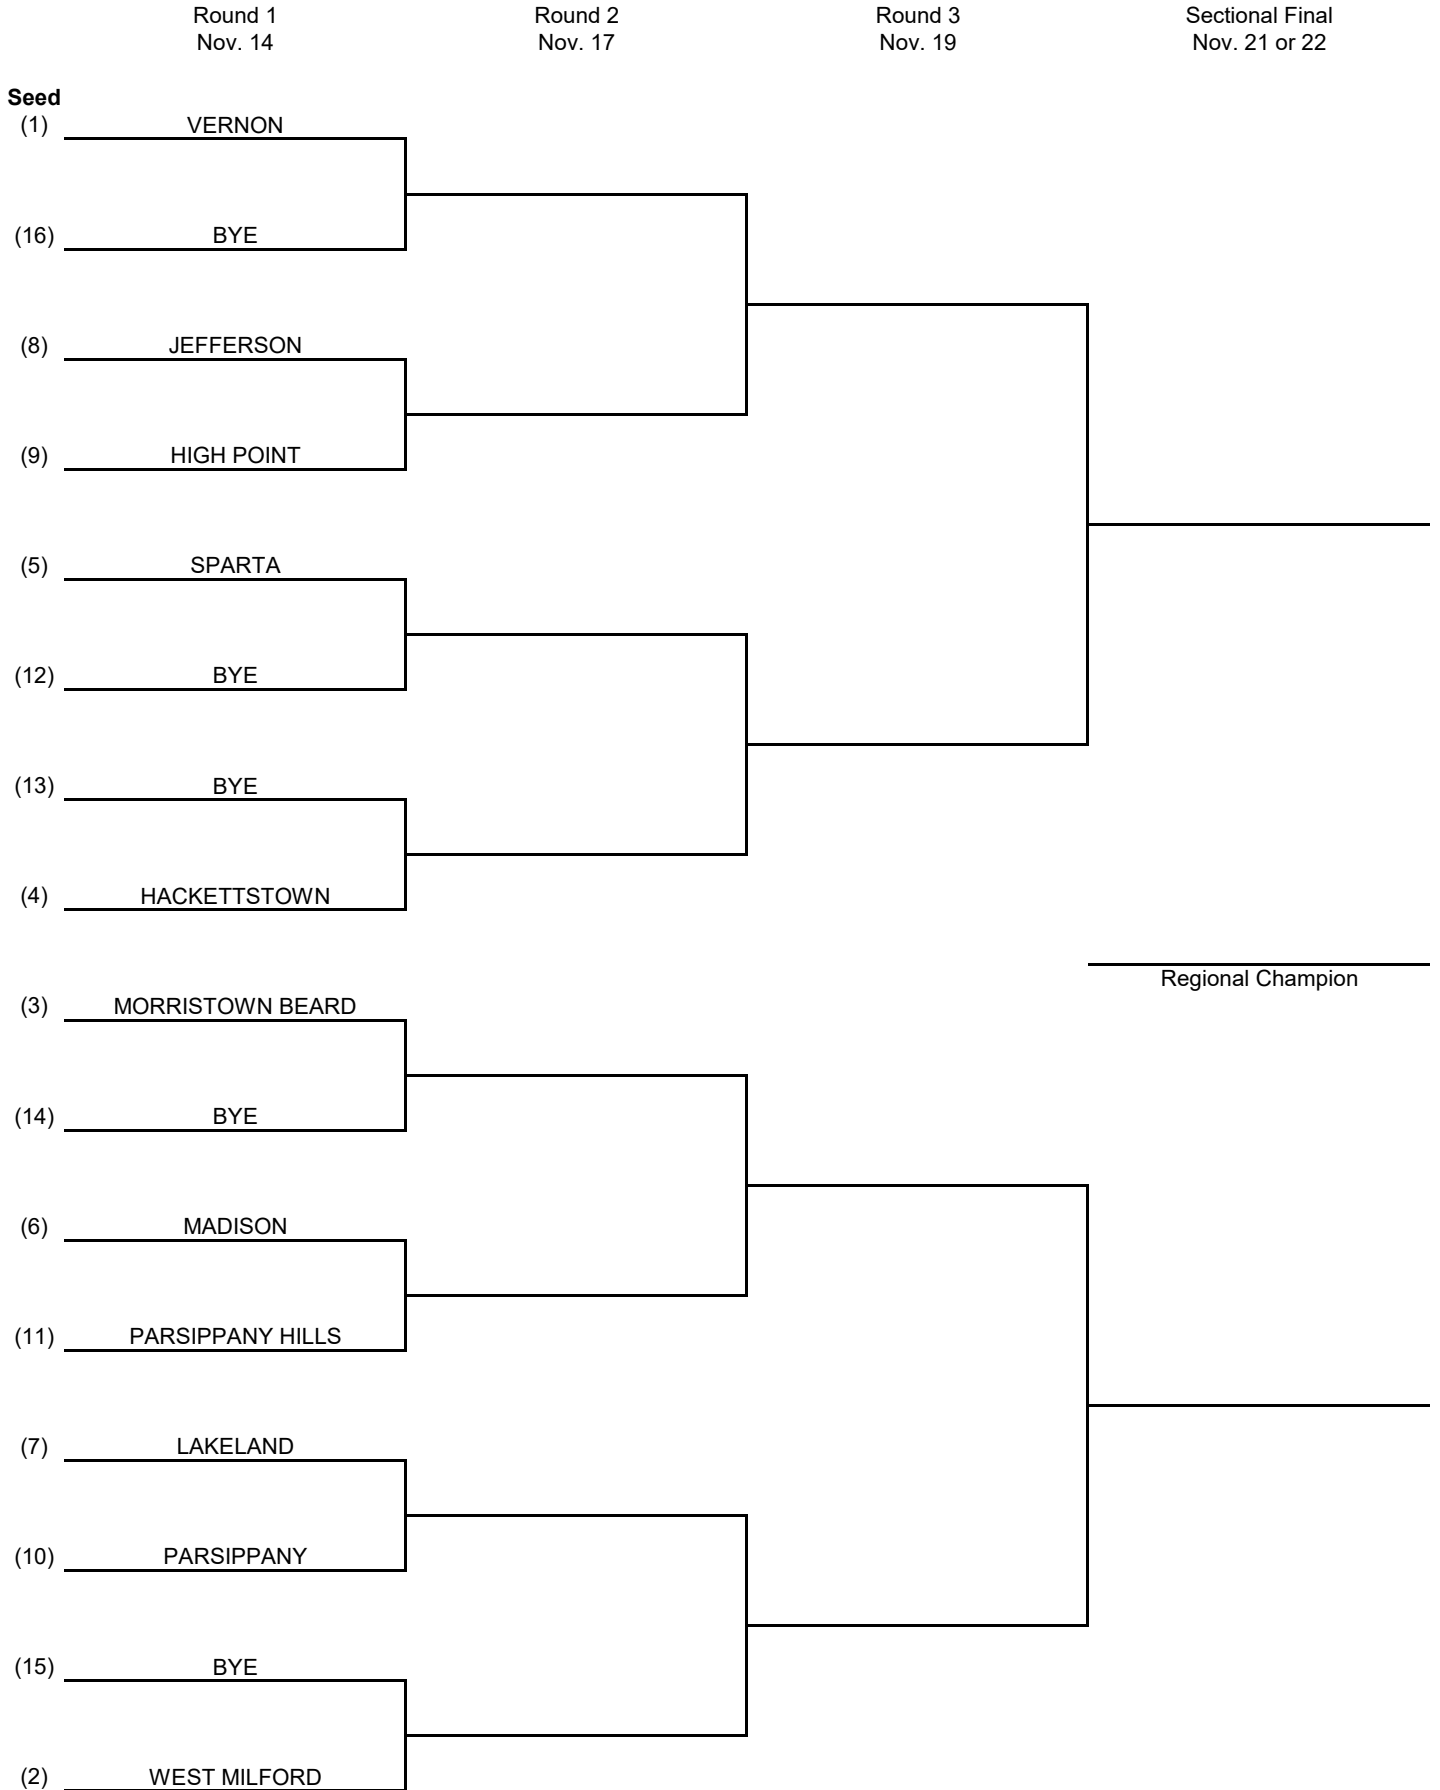 Round 1 Round 2 Round 3 Sectional Final
Nov. 14 Nov. 17 Nov. 19 Nov. 21 or 22
Seed
(1) VERNON
(16) BYE
(8) JEFFERSON
(9) HIGH POINT
(5) SPARTA
(12) BYE
(13) BYE
(4) HACKETTSTOWN
Regional Champion
(3) MORRISTOWN BEARD
(14) BYE
(6) MADISON
(11) PARSIPPANY HILLS
(7) LAKELAND
(10) PARSIPPANY
(15) BYE
(2) WEST MILFORD